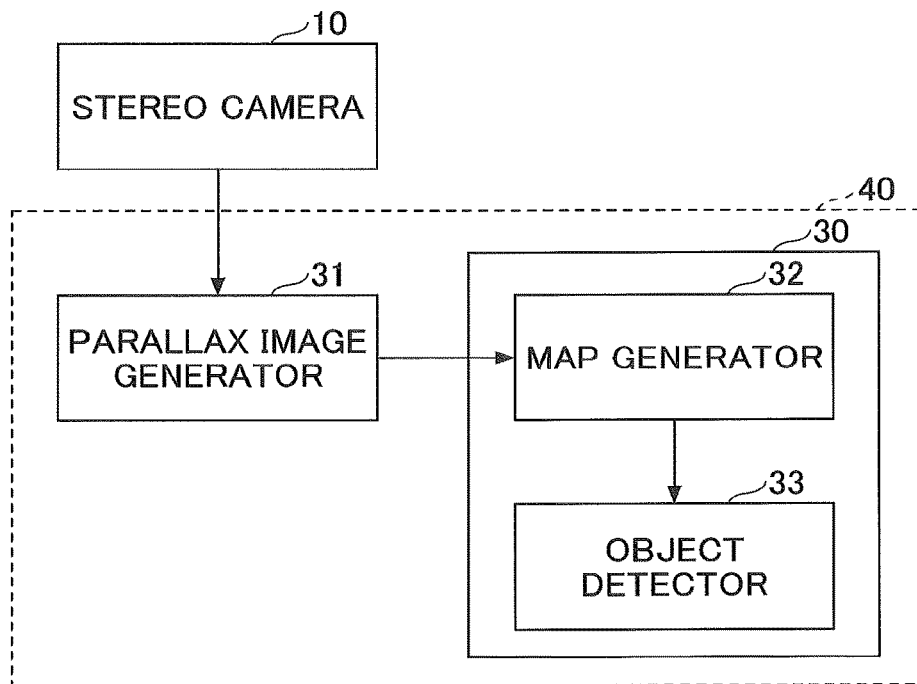 10
STEREO CAMERA
40
30
31
PARALLAX IMAGE
GENERATOR
32
MAP GENERATOR
33
OBJECT
DETECTOR